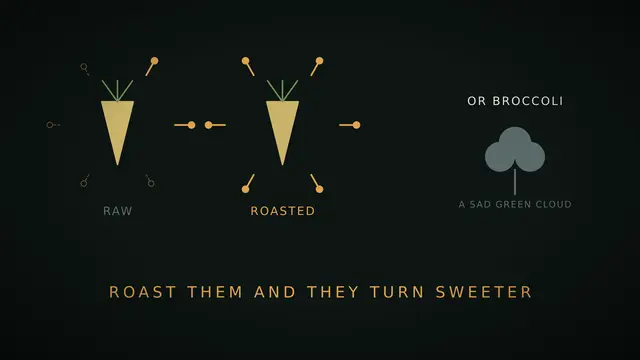 RAW
ROASTED
OR BROCCOLI
A SAD GREEN CLOUD
ROAST THEM AND THEY TURN SWEETER